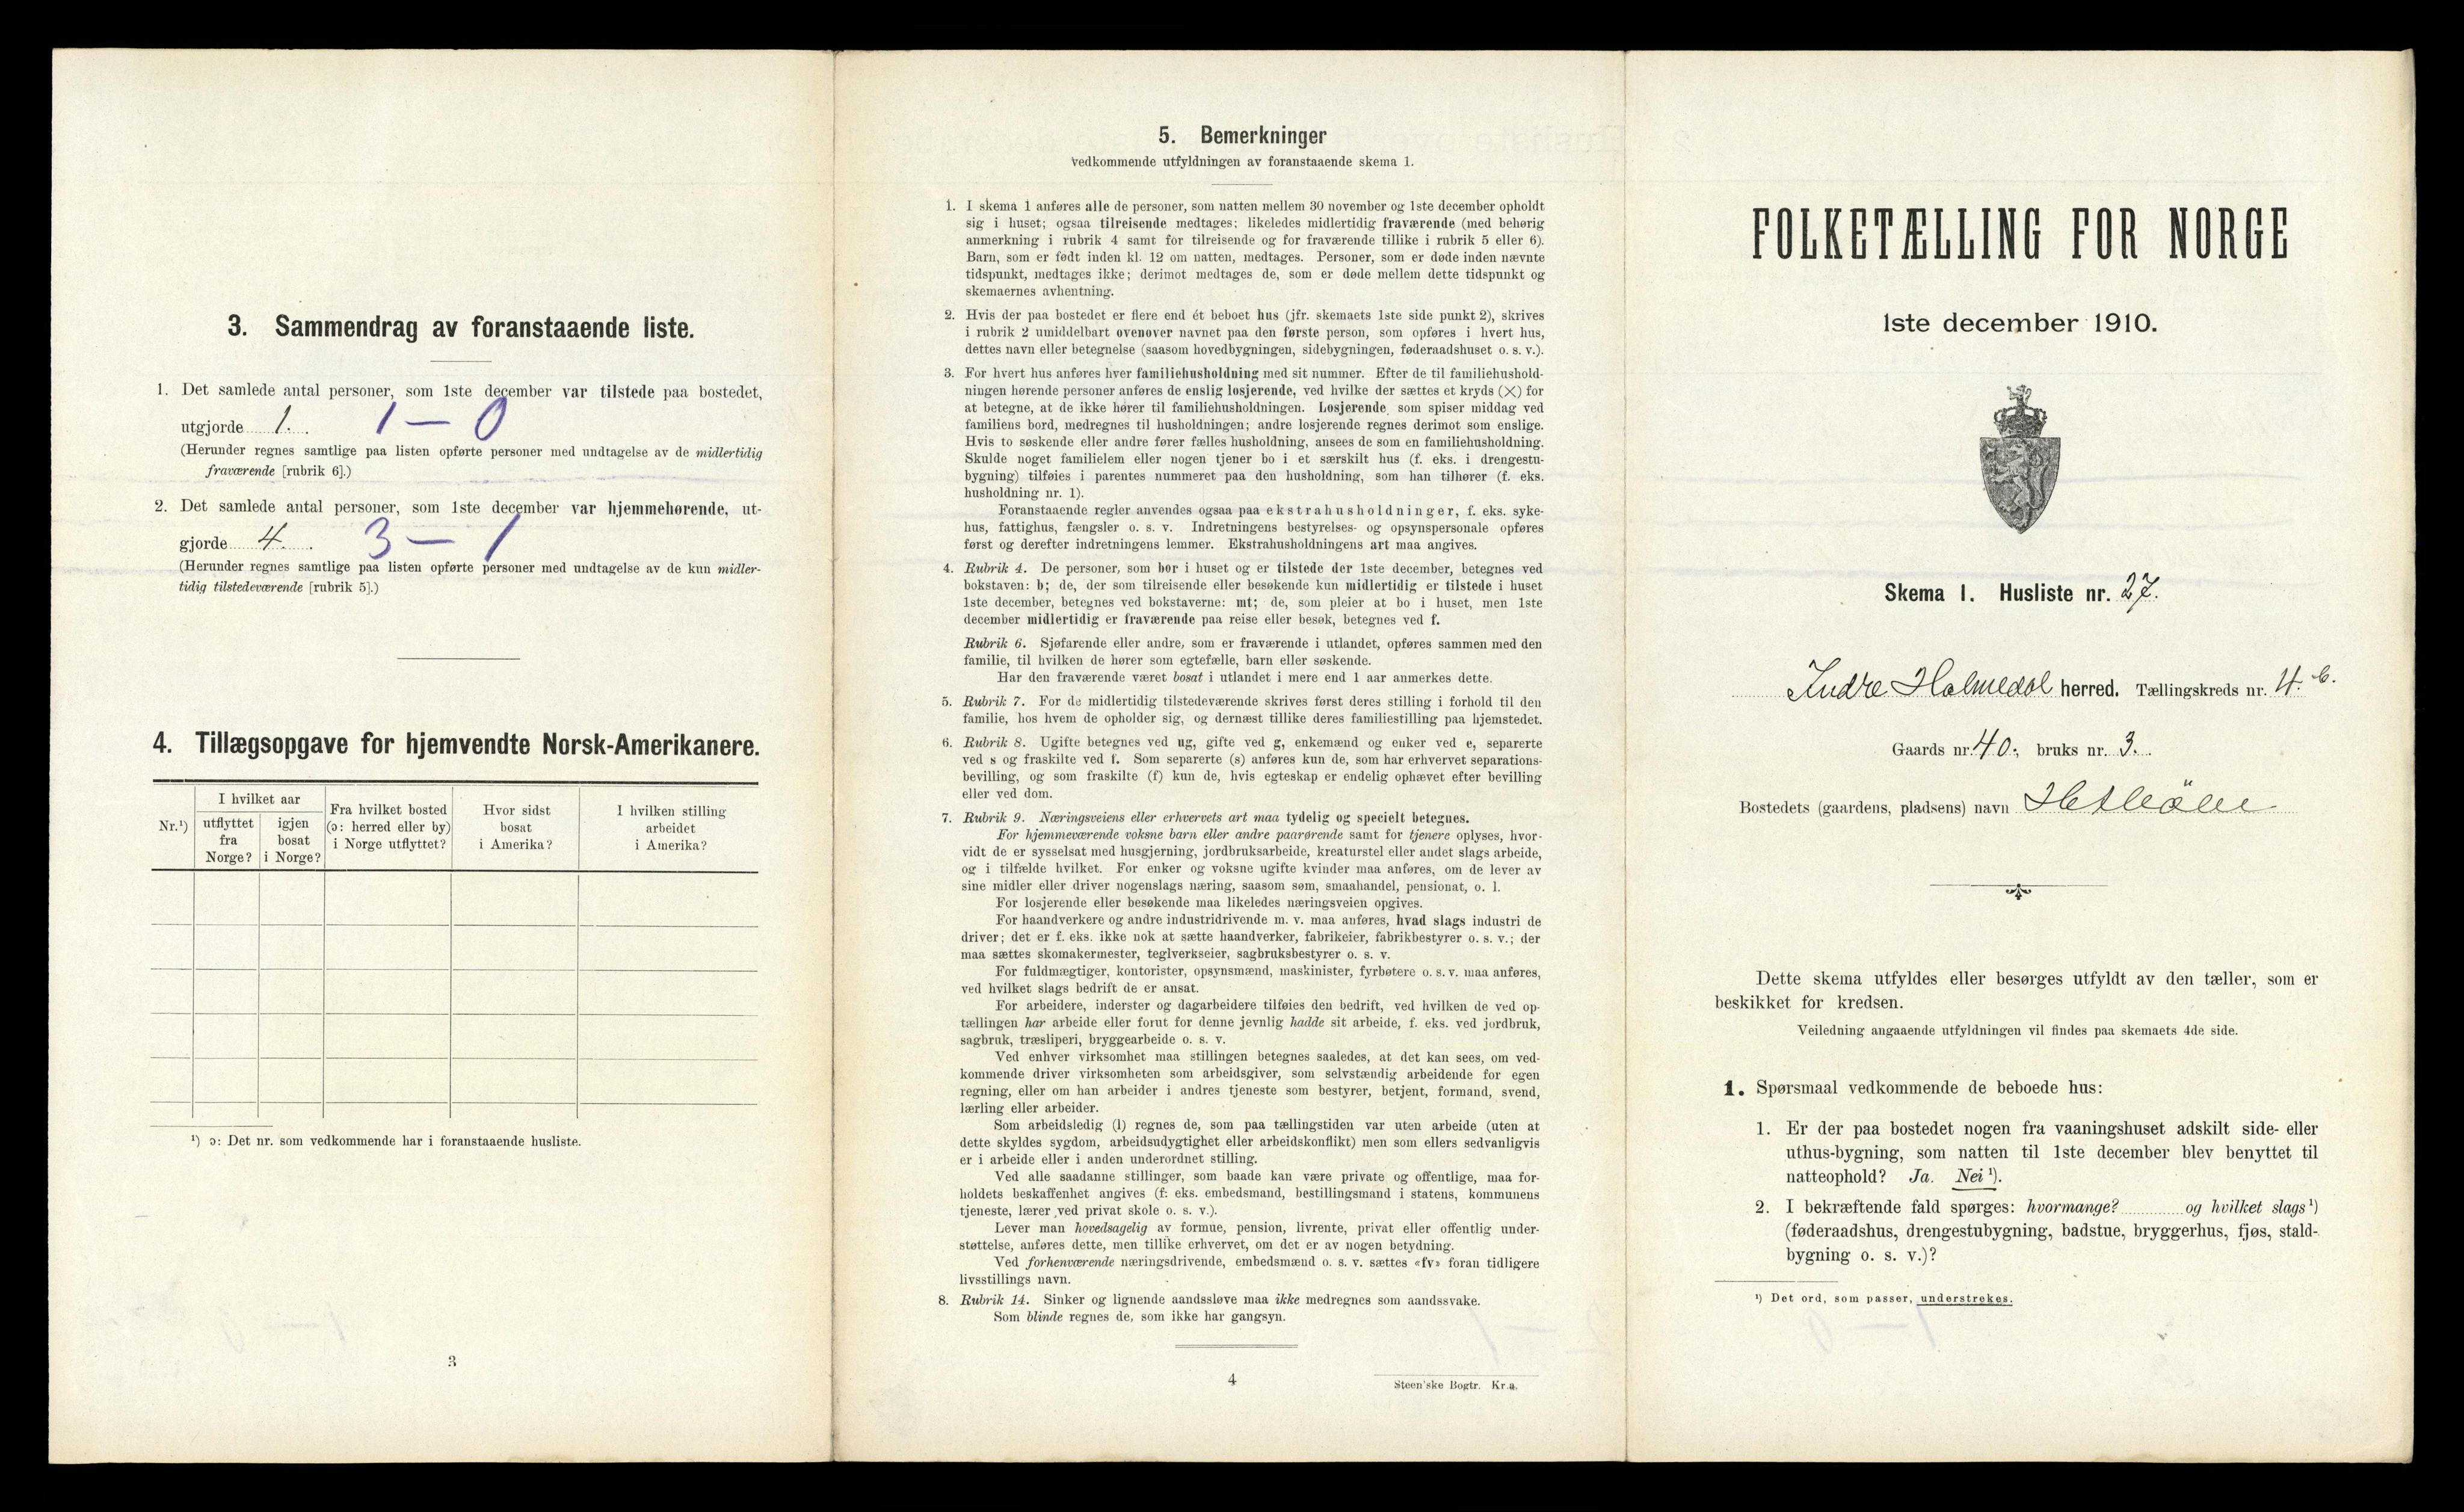 3. Sammendrag av foranstaaende liste.
1. Det samlede antal personer, som 1ste december var tilstede paa bostedet,
utgjorde 1. 1 — 0
(Herunder regnes samtlige paa listen opførte personer med undtagelse av de midlertidig
fraværende [rubrik 6].)
2. Det samlede antal personer, som 1ste december var hjemmehørende, ut-
gjorde 4. 3 — 1
(Herunder regnes samtlige paa listen opførte personer med undtagelse av de kun midler-
tidig tilstedeværende [rubrik 5].)
4. Tillægsopgave for hjemvendte Norsk-Amerikanere.
Nr.¹)
I hvilket aar
utflyttet
fra
Norge?
igjen
bosat
i Norge?
Fra hvilket bosted
(ɔ: herred eller by)
i Norge utflyttet?
Hvor sidst
bosat
i Amerika?
I hvilken stilling
arbeidet
i Amerika?
¹) ɔ: Det nr. som vedkommende har i foranstaaende husliste.
3
5. Bemerkninger
vedkommende utfyldningen av foranstaaende skema 1.
1. I skema 1 anføres alle de personer, som natten mellem 30 november og 1ste december opholdt
sig i huset; ogsaa tilreisende medtages; likeledes midlertidig fraværende (med behørig
anmerkning i rubrik 4 samt for tilreisende og for fraværende tillike i rubrik 5 eller 6).
Barn, som er født inden kl. 12 om natten, medtages. Personer, som er døde inden nævnte
tidspunkt, medtages ikke; derimot medtages de, som er døde mellem dette tidspunkt og
skemaernes avhentning.
2. Hvis der paa bostedet er flere end ét beboet hus (jfr. skemaets 1ste side punkt 2), skrives
i rubrik 2 umiddelbart ovenover navnet paa den første person, som opføres i hvert hus,
dettes navn eller betegnelse (saasom hovedbygningen, sidebygningen, føderaadshuset o. s. v.).
3. For hvert hus anføres hver familiehusholdning med sit nummer. Efter de til familiehushold-
ningen hørende personer anføres de enslig losjerende, ved hvilke der sættes et kryds (×) for
at betegne, at de ikke hører til familiehusholdningen. Losjerende som spiser middag ved
familiens bord, medregnes til husholdningen; andre losjerende regnes derimot som enslige.
Hvis to søskende eller andre fører fælles husholdning, ansees de som en familiehusholdning.
Skulde noget familielem eller nogen tjener bo i et særskilt hus (f. eks. i drengestu-
bygning) tilføies i parentes nummeret paa den husholdning, som han tilhører (f. eks.
husholdning nr. 1).
Foranstaaende regler anvendes ogsaa paa ekstrahusholdninger, f. eks. syke-
hus, fattighus, fængsler o. s. v. Indretningens bestyrelses- og opsynspersonale opføres
først og derefter indretningens lemmer. Ekstrahusholdningens art maa angives.
4. Rubrik 4. De personer, som bor i huset og er tilstede der 1ste december, betegnes ved
bokstaven: b; de, der som tilreisende eller besøkende kun midlertidig er tilstede i huset
1ste december, betegnes ved bokstaverne: mt; de, som pleier at bo i huset, men 1ste
december midlertidig er fraværende paa reise eller besøk, betegnes ved f.
Rubrik 6. Sjøfarende eller andre, som er fraværende i utlandet, opføres sammen med den
familie, til hvilken de hører som egtefælle, barn eller søskende.
Har den fraværende været bosat i utlandet i mere end 1 aar anmerkes dette.
5. Rubrik 7. For de midlertidig tilstedeværende skrives først deres stilling i forhold til den
familie, hos hvem de opholder sig, og dernæst tillike deres familiestilling paa hjemstedet.
6. Rubrik 8. Ugifte betegnes ved ug, gifte ved g, enkemænd og enker ved e, separerte
ved s og fraskilte ved f. Som separerte (s) anføres kun de, som har erhvervet separations-
bevilling, og som fraskilte (f) kun de, hvis egteskap er endelig ophævet efter bevilling
eller ved dom.
7. Rubrik 9. Næringsveiens eller erhvervets art maa tydelig og specielt betegnes.
For hjemmeværende voksne barn eller andre paarørende samt for tjenere oplyses, hvor-
vidt de er sysselsat med husgjerning, jordbruksarbeide, kreaturstel eller andet slags arbeide,
og i tilfælde hvilket. For enker og voksne ugifte kvinder maa anføres, om de lever av
sine midler eller driver nogenslags næring, saasom søm, smaahandel, pensionat, o. l.
For losjerende eller besøkende maa likeledes næringsveien opgives.
For haandverkere og andre industridrivende m. v. maa anføres, hvad slags industri de
driver; det er f. eks. ikke nok at sætte haandverker, fabrikeier, fabrikbestyrer o. s. v.; der
maa sættes skomakermester, teglverkseier, sagbruksbestyrer o. s. v.
For fuldmægtiger, kontorister, opsynsmænd, maskinister, fyrbøtere o. s. v. maa anføres,
ved hvilket slags bedrift de er ansat.
For arbeidere, inderster og dagarbeidere tilføies den bedrift, ved hvilken de ved op-
tællingen har arbeide eller forut for denne jevnlig hadde sit arbeide, f. eks. ved jordbruk,
sagbruk, træsliperi, bryggearbeide o. s. v.
Ved enhver virksomhet maa stillingen betegnes saaledes, at det kan sees, om ved-
kommende driver virksomheten som arbeidsgiver, som selvstændig arbeidende for egen
regning, eller om han arbeider i andres tjeneste som bestyrer, betjent, formand, svend,
lærling eller arbeider.
Som arbeidsledig (l) regnes de, som paa tællingstiden var uten arbeide (uten at
dette skyldes sygdom, arbeidsudygtighet eller arbeidskonflikt) men som ellers sedvanligvis
er i arbeide eller i anden underordnet stilling.
Ved alle saadanne stillinger, som baade kan være private og offentlige, maa for-
holdets beskaffenhet angives (f. eks. embedsmand, bestillingsmand i statens, kommunens
tjeneste, lærer ved privat skole o. s. v.).
Lever man hovedsagelig av formue, pension, livrente, privat eller offentlig under-
støttelse, anføres dette, men tillike erhvervet, om det er av nogen betydning.
Ved forhenværende næringsdrivende, embedsmænd o. s. v. sættes «fv» foran tidligere
livsstillings navn.
8. Rubrik 14. Sinker og lignende aandssløve maa ikke medregnes som aandssvake.
Som blinde regnes de, som ikke har gangsyn.
4
Steen'ske Bogtr. Kr.a.
FOLKETÆLLING FOR NORGE
1ste december 1910.
Skema 1. Husliste nr. 27.
Indre Holmedal herred. Tællingskreds nr. 4. b.
Gaards nr. 40., bruks nr. 3.
Bostedets (gaardens, pladsens) navn
Dette skema utfyldes eller besørges utfyldt av den tæller, som er
beskikket for kredsen.
Veiledning angaaende utfyldningen vil findes paa skemaets 4de side.
1. Spørsmaal vedkommende de beboede hus:
1. Er der paa bostedet nogen fra vaaningshuset adskilt side- eller
uthus-bygning, som natten til 1ste december blev benyttet til
natteophold? Ja. Nei ¹).
2. I bekræftende fald spørges: hvormange? og hvilket slags ¹)
(føderaadshus, drengestubygning, badstue, bryggerhus, fjøs, stald-
bygning o. s. v.)?
¹) Det ord, som passer, understrekes.